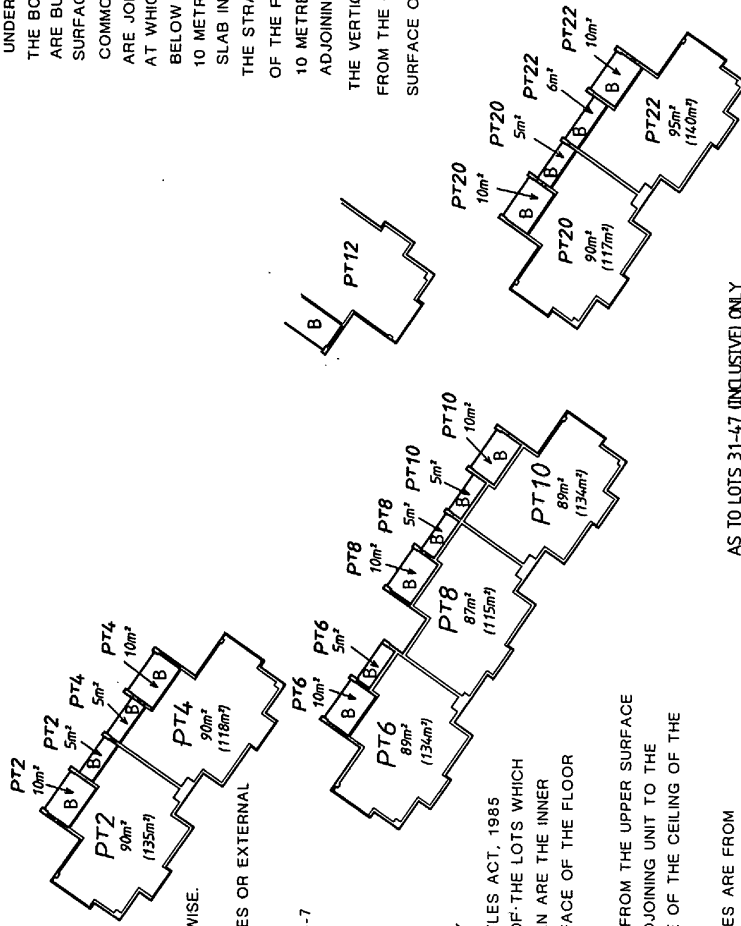 UNDER
THE BO
ARE BU
SURFAC
COMMO
ARE JOI
AT WHICH
BELOW
10 METR
SLAB IN
THE STRA
OF THE F
10 METRE
ADJOINING
THE VERTIC
FROM THE
SURFACE O
PT2
10m²
PT2
5m²
PT4
5m²
PT4
10m²
B
B
B
B
PT2
90m²
(135m²)
PT4
90m²
(118m²)
PT6
10m²
PT6
5m²
PT8
10m²
PT8
5m²
PT10
5m²
PT10
10m²
B
B
B
B
B
B
PT6
89m²
(134m²)
PT8
87m²
(115m²)
PT10
89m²
(134m²)
B
PT12
PT20
10m²
PT20
5m²
PT22
6m²
PT22
10m²
B
B
B
B
PT20
90m²
(117m²)
PT22
95m²
(140m²)
WISE.
ES OR EXTERNAL
-7
LES ACT, 1985
OF THE LOTS WHICH
N ARE THE INNER
FACE OF THE FLOOR
FROM THE UPPER SURFACE
DJOINING UNIT TO THE
E OF THE CEILING OF THE
ES ARE FROM
AS TO LOTS 31-47 (INCLUSIVE) ONLY